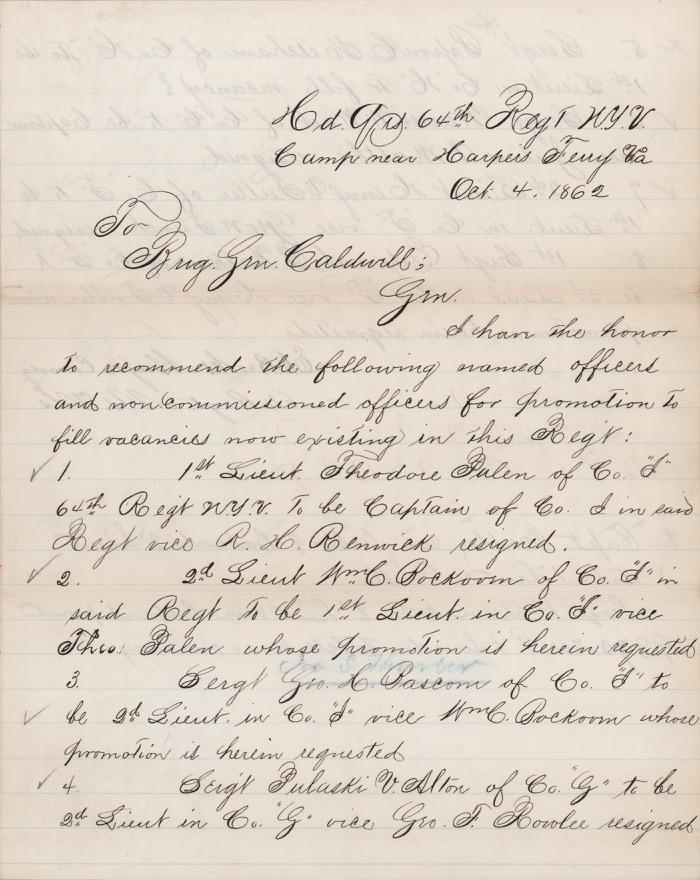 Hd. Qrs. 64th Regt N.Y.V.
Camp near Harpers Ferry Va
Oct. 4. 1862
To
Brig. Gen. Caldwell;
Gen.
I have the honor
to recommend the following named officers
and non commissioned officers for promotion to
fill vacancies now existing in this Regt:
1. 1st Lieut. Theodore Palen of Co. "I"
64th Regt N.Y.V. to be Captain of Co. I in said
Regt vice R. H. Renwick resigned.
2. 2d Lieut Wm C. Bockoven of Co. "I" in
said Regt to be 1st Lieut. in Co. "I" vice
Theo: Palen whose promotion is herein requested
3. Sergt Geo. H. Pascom of Co. "I" to
be 2d Lieut. in Co. "I" vice Wm C. Bockoven whose
promotion is herein requested
4. Sergt Pulaski V. Alton of Co. "G" to be
2d Lieut in Co. "G" vice Geo. F. Rowlee resigned